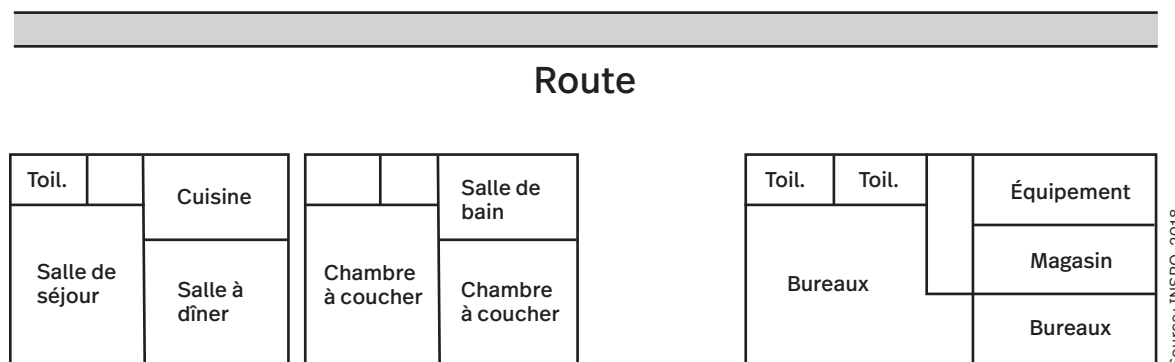 Route
Toil.
Cuisine
Salle de
séjour
Salle à
dîner
Salle de
bain
Chambre
à coucher
Chambre
à coucher
Toil.
Toil.
Équipement
Bureaux
Magasin
Bureaux
2018